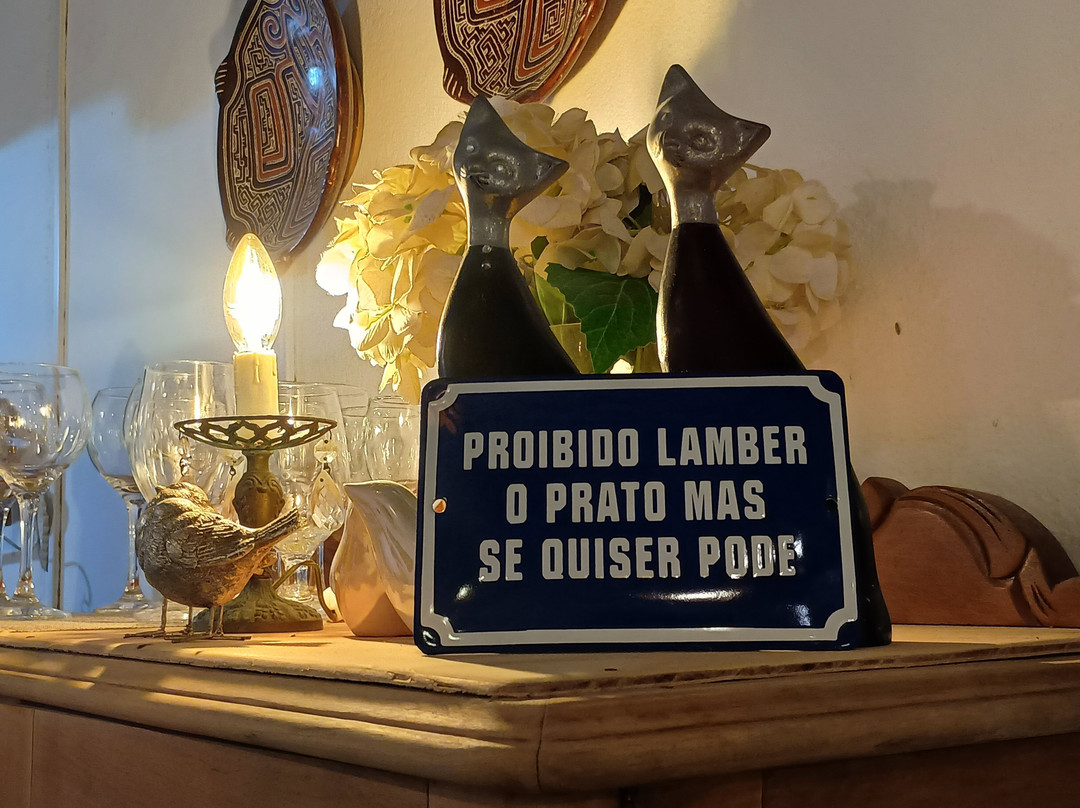 PROIBIDO LAMBER
O PRATO MAS
SE QUISER PODE